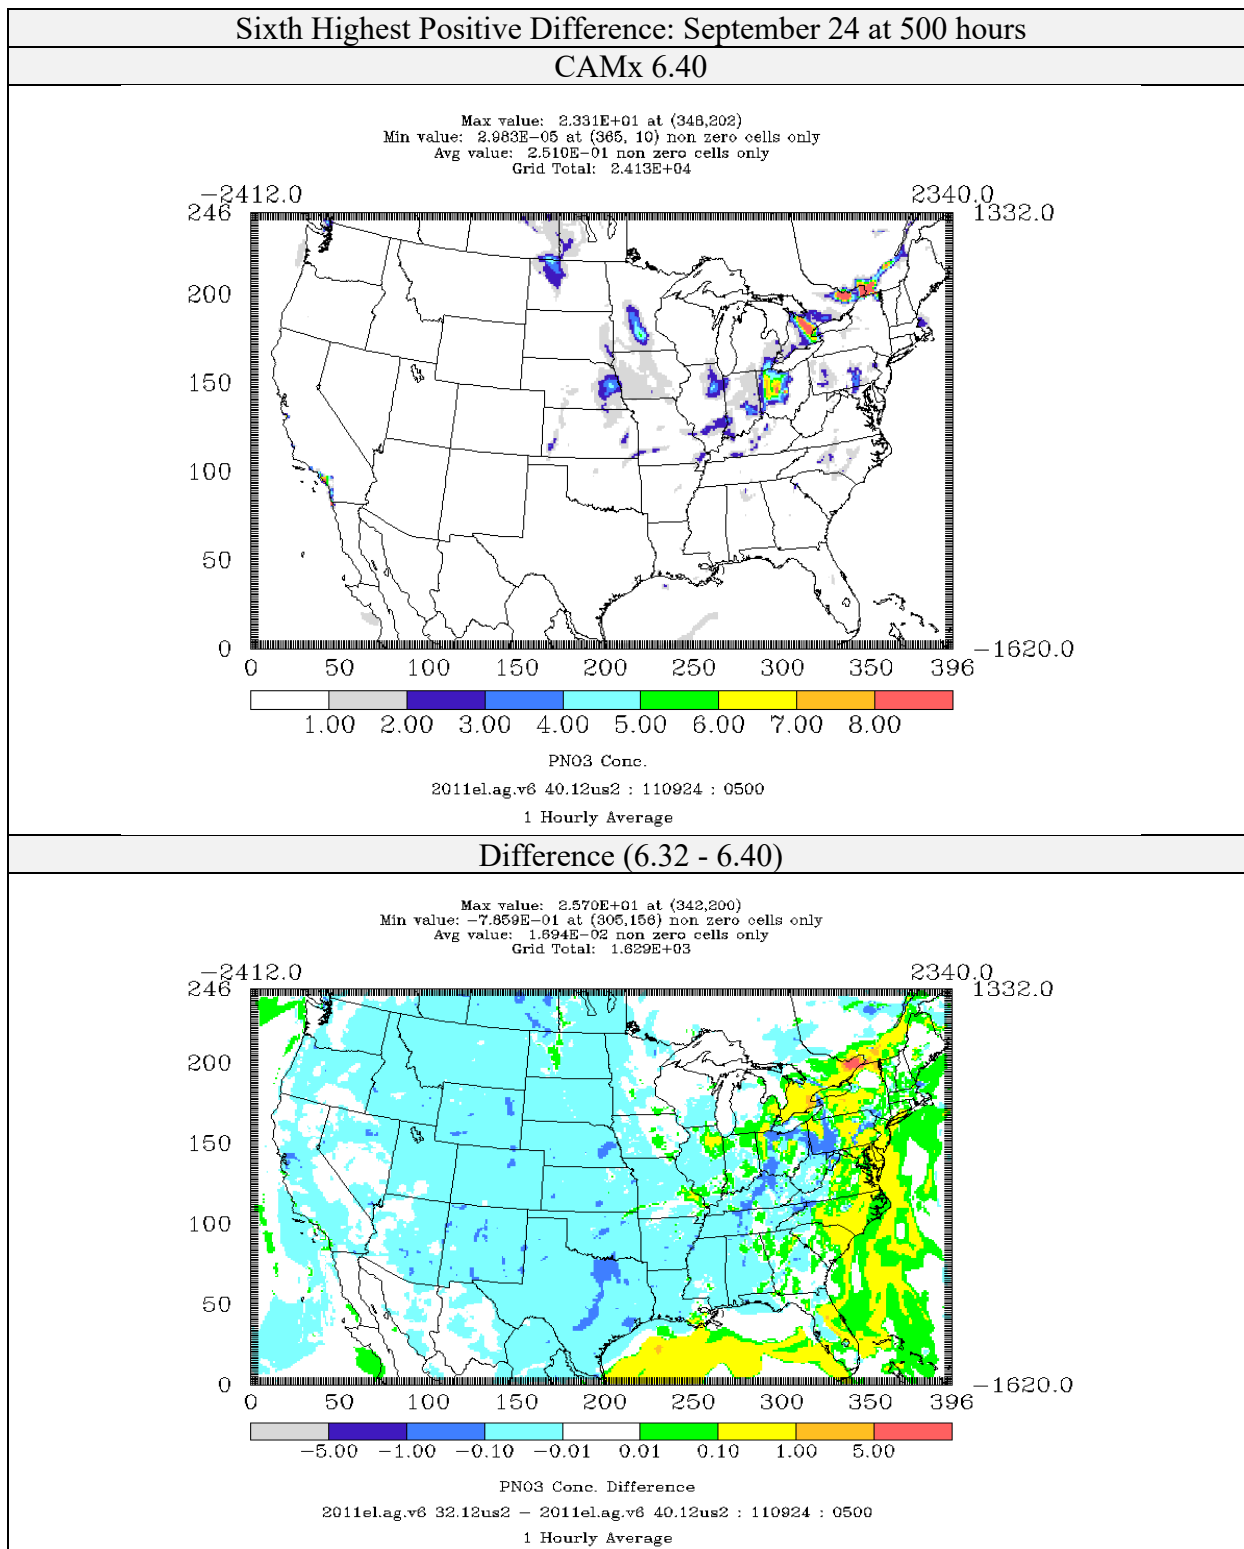 Sixth Highest Positive Difference: September 24 at 500 hours
CAMx 6.40
Max value: 2.331E+01 at (348,202)
Min value: 2.983E-05 at (365, 10) non zero cells only
Avg value: 2.510E-01 non zero cells only
Grid Total: 2.413E+04
-2412.0 2340.0
246 1332.0
200
150
100
50
0 -1620.0
0 50 100 150 200 250 300 350 396
1.00 2.00 3.00 4.00 5.00 6.00 7.00 8.00
PNO3 Conc.
2011el.ag.v6 40.12us2 : 110924 : 0500
1 Hourly Average
Difference (6.32 - 6.40)
Max value: 2.570E+01 at (342,200)
Min value: -7.859E-01 at (305,156) non zero cells only
Avg value: 1.694E-02 non zero cells only
Grid Total: 1.629E+03
-2412.0 2340.0
246 1332.0
200
150
100
50
0 -1620.0
0 50 100 150 200 250 300 350 396
-5.00 -1.00 -0.10 -0.01 0.01 0.10 1.00 5.00
PNO3 Conc. Difference
2011el.ag.v6 32.12us2 - 2011el.ag.v6 40.12us2 : 110924 : 0500
1 Hourly Average